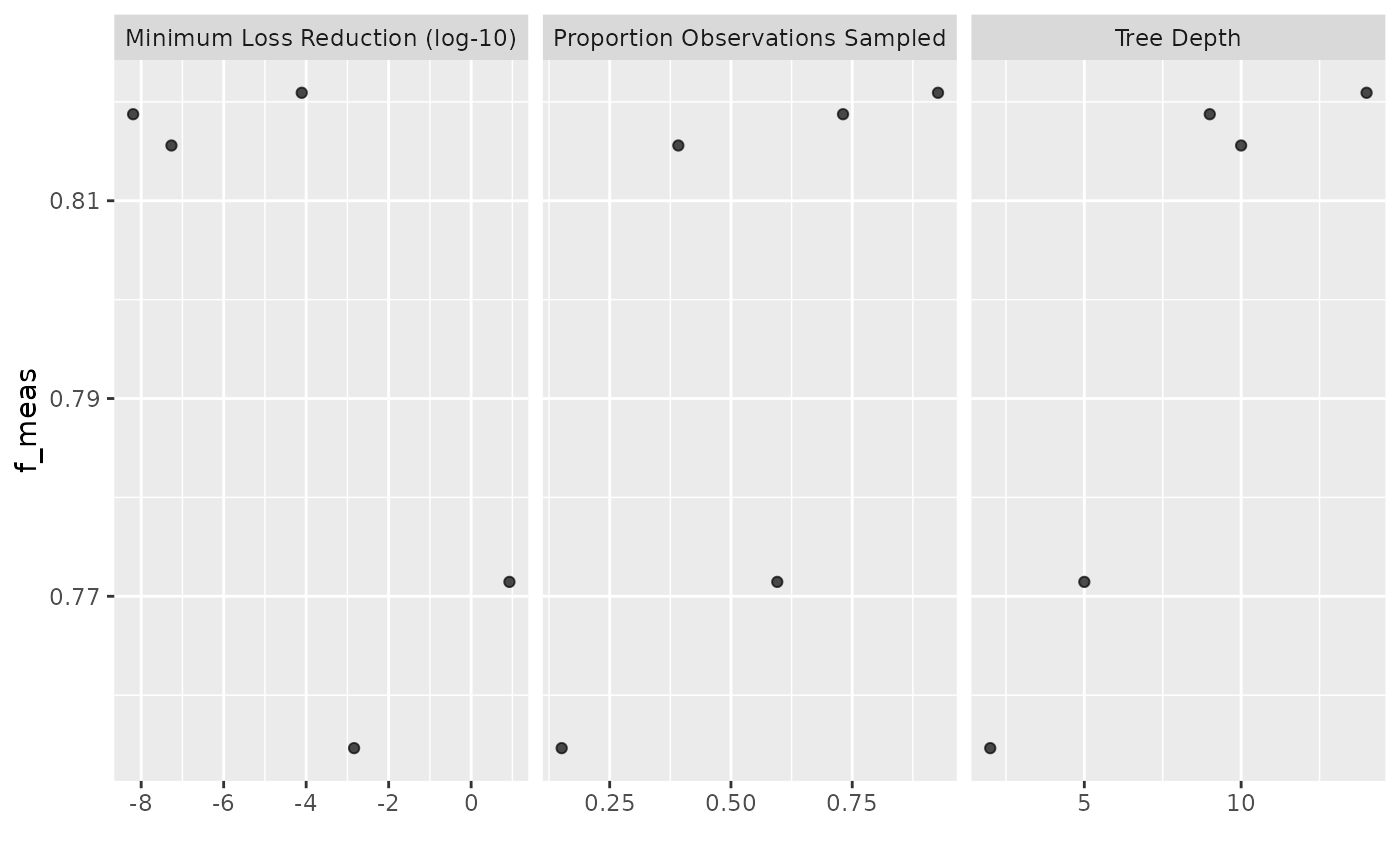 Minimum Loss Reduction (log-10) Proportion Observations Sampled Tree Depth
0.81
0.79
0.77
f_meas
-8 -6 -4 -2 0 0.25 0.50 0.75 5 10